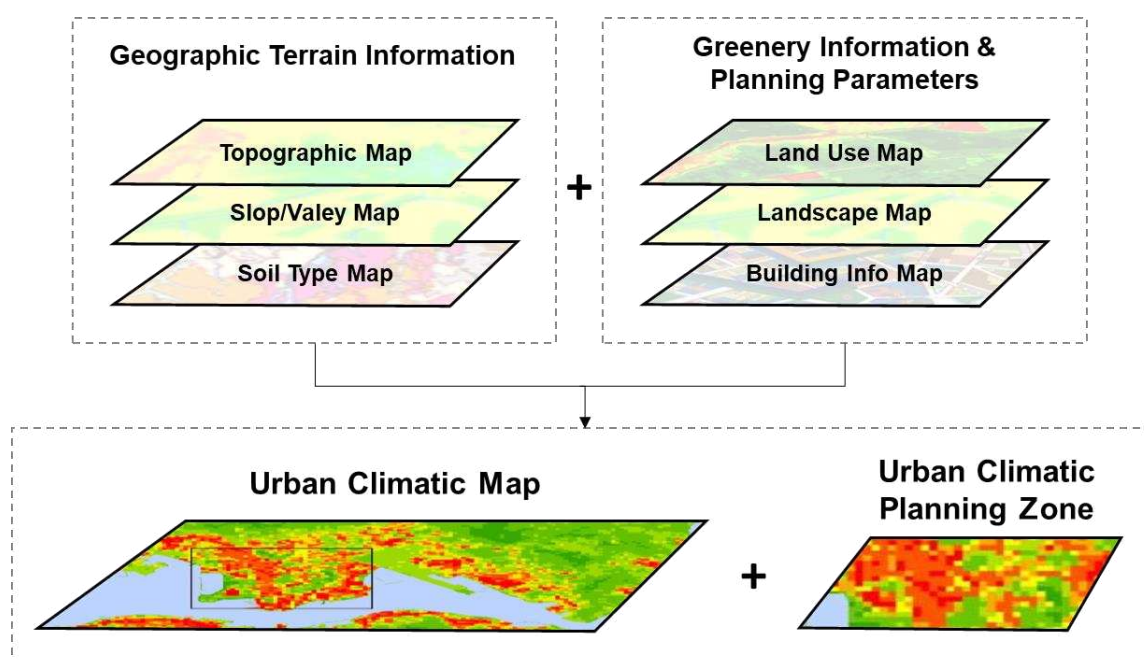 Geographic Terrain Information
Topographic Map
Slop/Valey Map
Soil Type Map
+
Greenery Information &
Planning Parameters
Land Use Map
Landscape Map
Building Info Map
Urban Climatic Map
+
Urban Climatic
Planning Zone